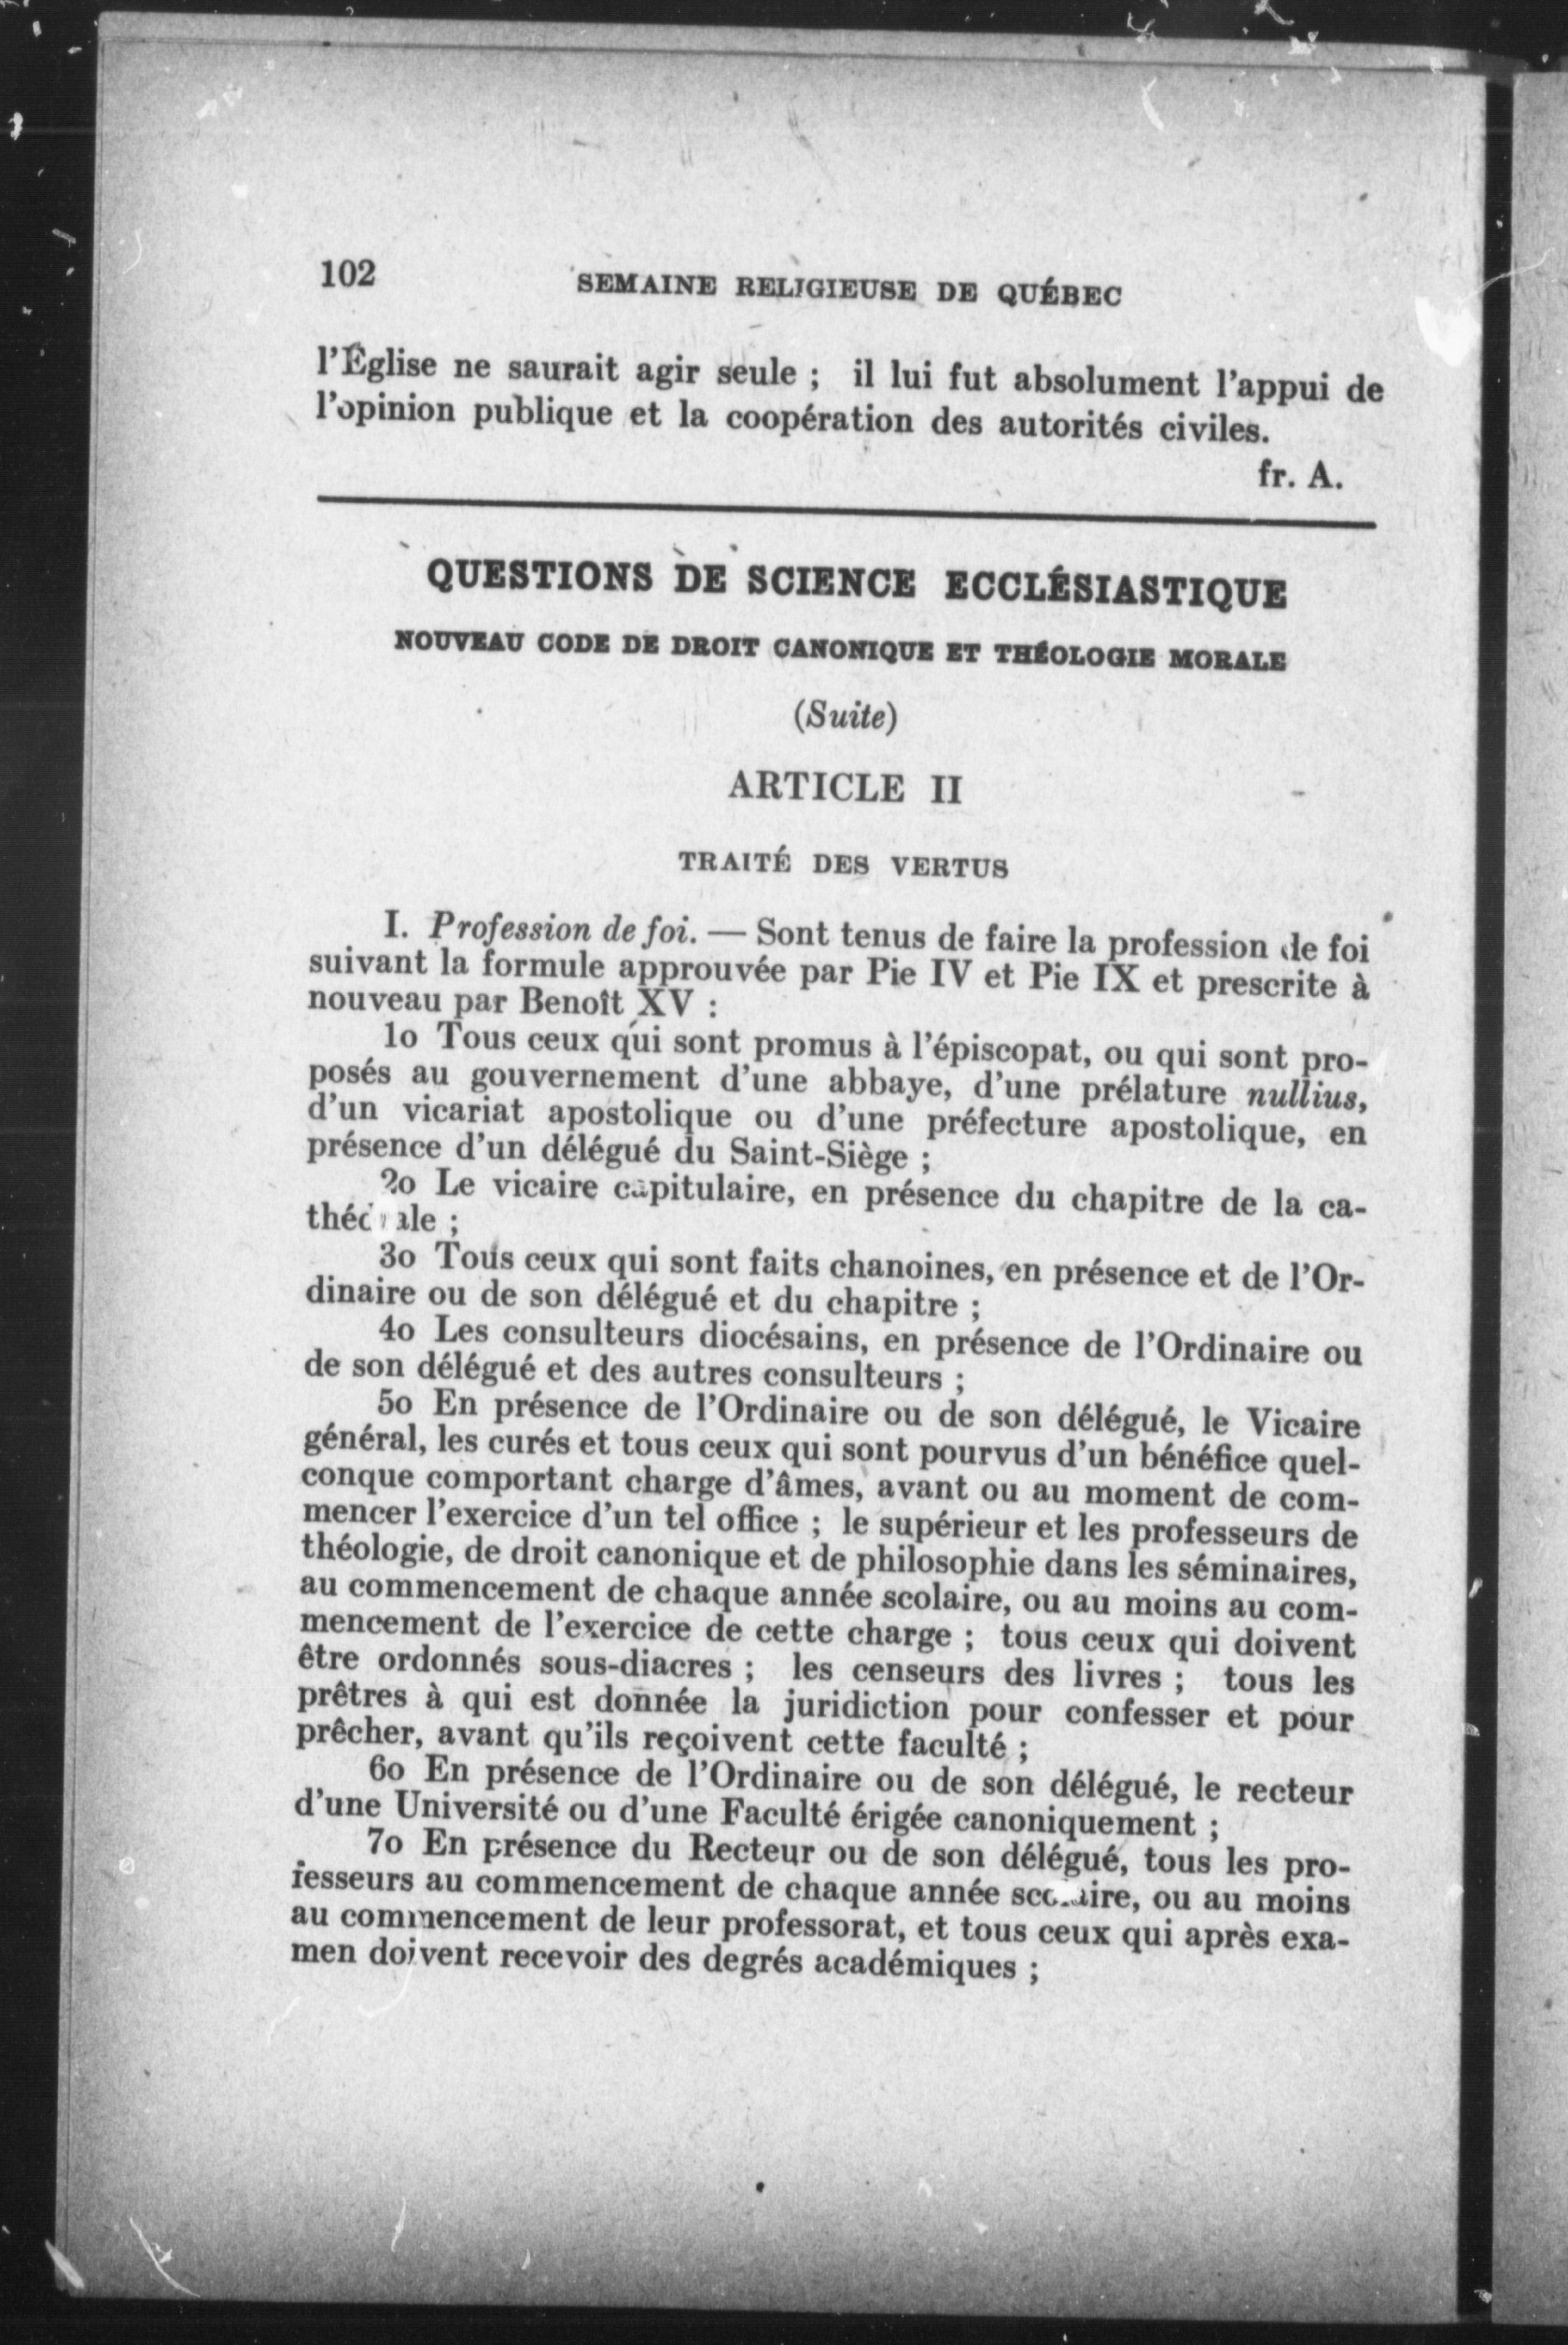 102
SEMAINE RELIGIEUSE DE QUÉBEC
l'Église ne saurait agir seule ; il lui fut absolument l'appui de
l'opinion publique et la coopération des autorités civiles.
fr. A.
QUESTIONS DE SCIENCE ECCLÉSIASTIQUE
NOUVEAU CODE DE DROIT CANONIQUE ET THÉOLOGIE MORALE
(Suite)
ARTICLE II
TRAITÉ DES VERTUS
I. Profession de foi. — Sont tenus de faire la profession de foi
suivant la formule approuvée par Pie IV et Pie IX et prescrite à
nouveau par Benoît XV :
1o Tous ceux qui sont promus à l'épiscopat, ou qui sont pro-
posés au gouvernement d'une abbaye, d'une prélature nullius,
d'un vicariat apostolique ou d'une préfecture apostolique, en
présence d'un délégué du Saint-Siège ;
2o Le vicaire capitulaire, en présence du chapitre de la ca-
thédrale ;
3o Tous ceux qui sont faits chanoines, en présence et de l'Or-
dinaire ou de son délégué et du chapitre ;
4o Les consulteurs diocésains, en présence de l'Ordinaire ou
de son délégué et des autres consulteurs ;
5o En présence de l'Ordinaire ou de son délégué, le Vicaire
général, les curés et tous ceux qui sont pourvus d'un bénéfice quel-
conque comportant charge d'âmes, avant ou au moment de com-
mencer l'exercice d'un tel office ; le supérieur et les professeurs de
théologie, de droit canonique et de philosophie dans les séminaires,
au commencement de chaque année scolaire, ou au moins au com-
mencement de l'exercice de cette charge ; tous ceux qui doivent
être ordonnés sous-diacres ; les censeurs des livres ; tous les
prêtres à qui est donnée la juridiction pour confesser et pour
prêcher, avant qu'ils reçoivent cette faculté ;
6o En présence de l'Ordinaire ou de son délégué, le recteur
d'une Université ou d'une Faculté érigée canoniquement ;
7o En présence du Recteur ou de son délégué, tous les pro-
fesseurs au commencement de chaque année scolaire, ou au moins
au commencement de leur professorat, et tous ceux qui après exa-
men doivent recevoir des degrés académiques ;